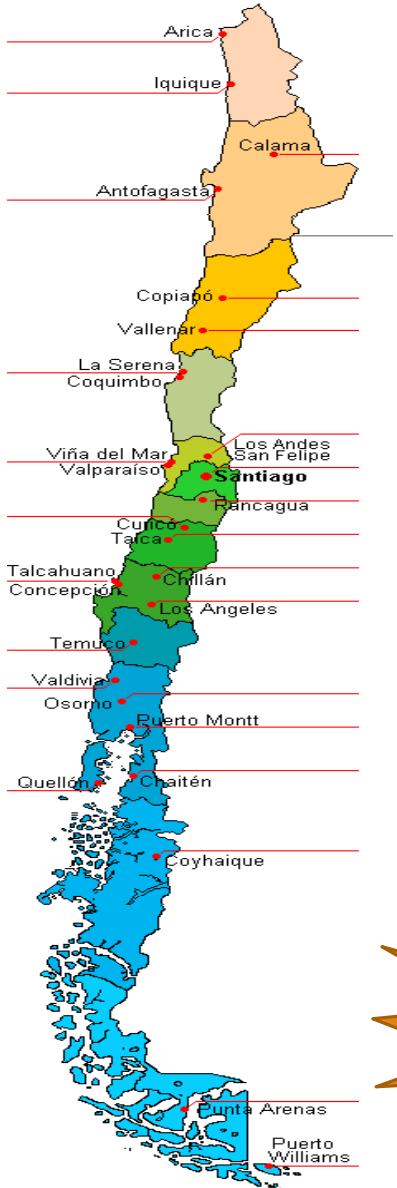 Arica
Iquique
Calama
Antofagasta
Copiapó
Vallenar
La Serena
Coquimbo
Los Andes
Viña del Mar
San Felipe
Valparaíso
Santiago
Rancagua
Curicó
Talca
Talcahuano
Chillán
Concepción
Los Angeles
Temuco
Valdivia
Osorno
Puerto Montt
Quellón
Chaitén
Coyhaique
Punta Arenas
Puerto
Williams